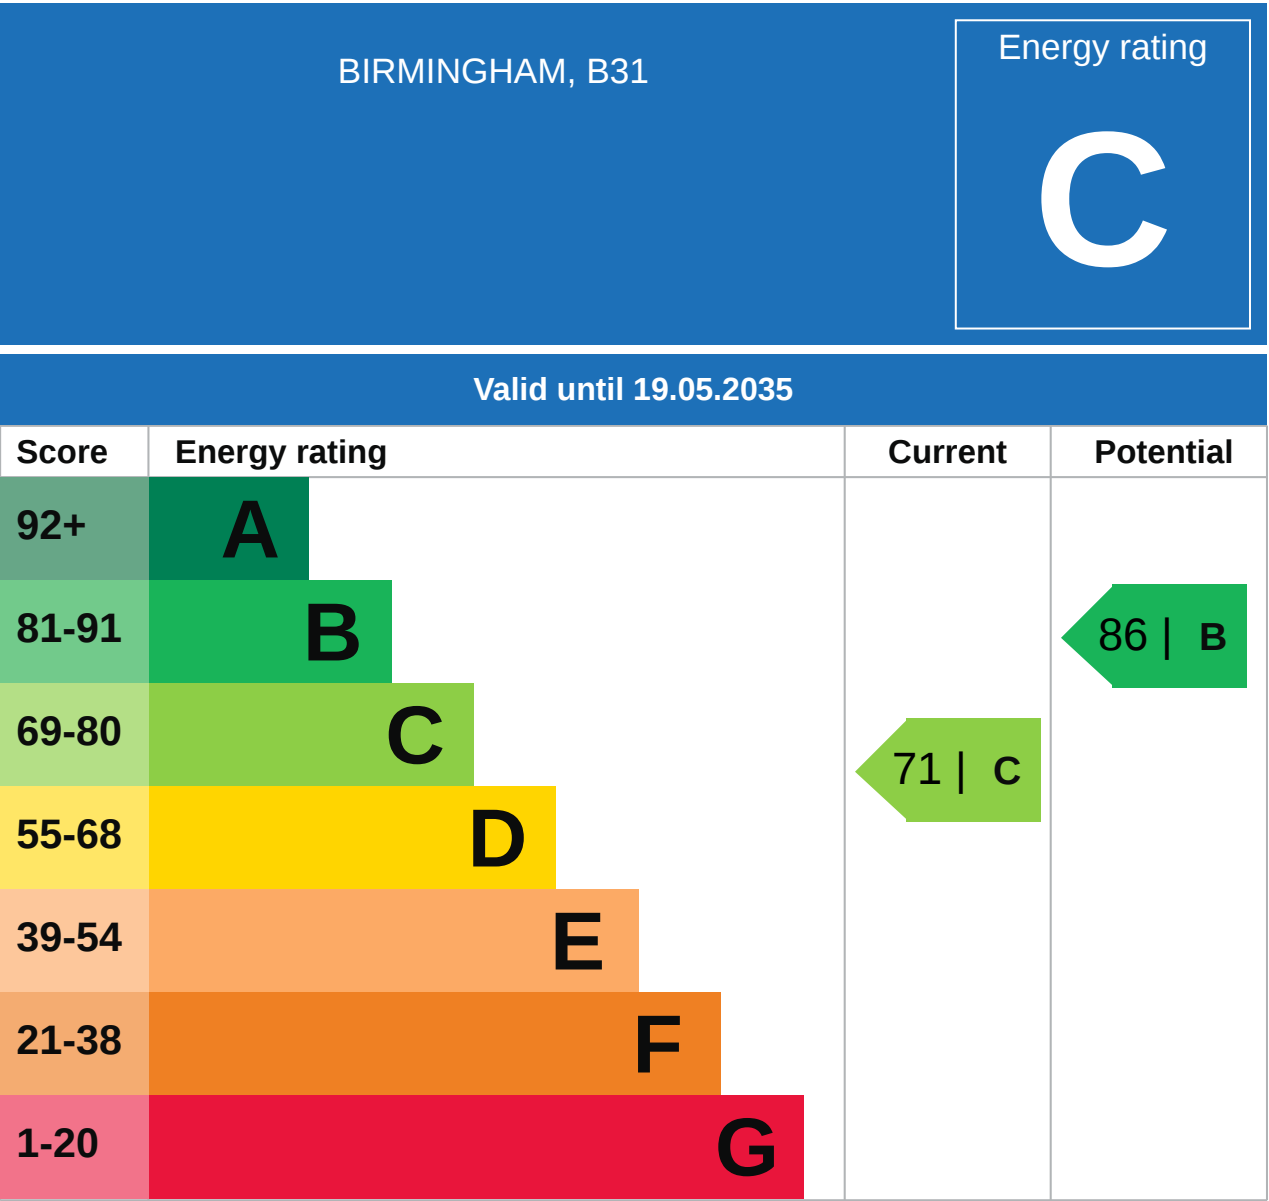 BIRMINGHAM, B31
Energy rating
C
Valid until 19.05.2035
Score Energy rating Current Potential
92+ A
81-91 B 86 | B
69-80 C 71 | C
55-68 D
39-54 E
21-38 F
1-20 G